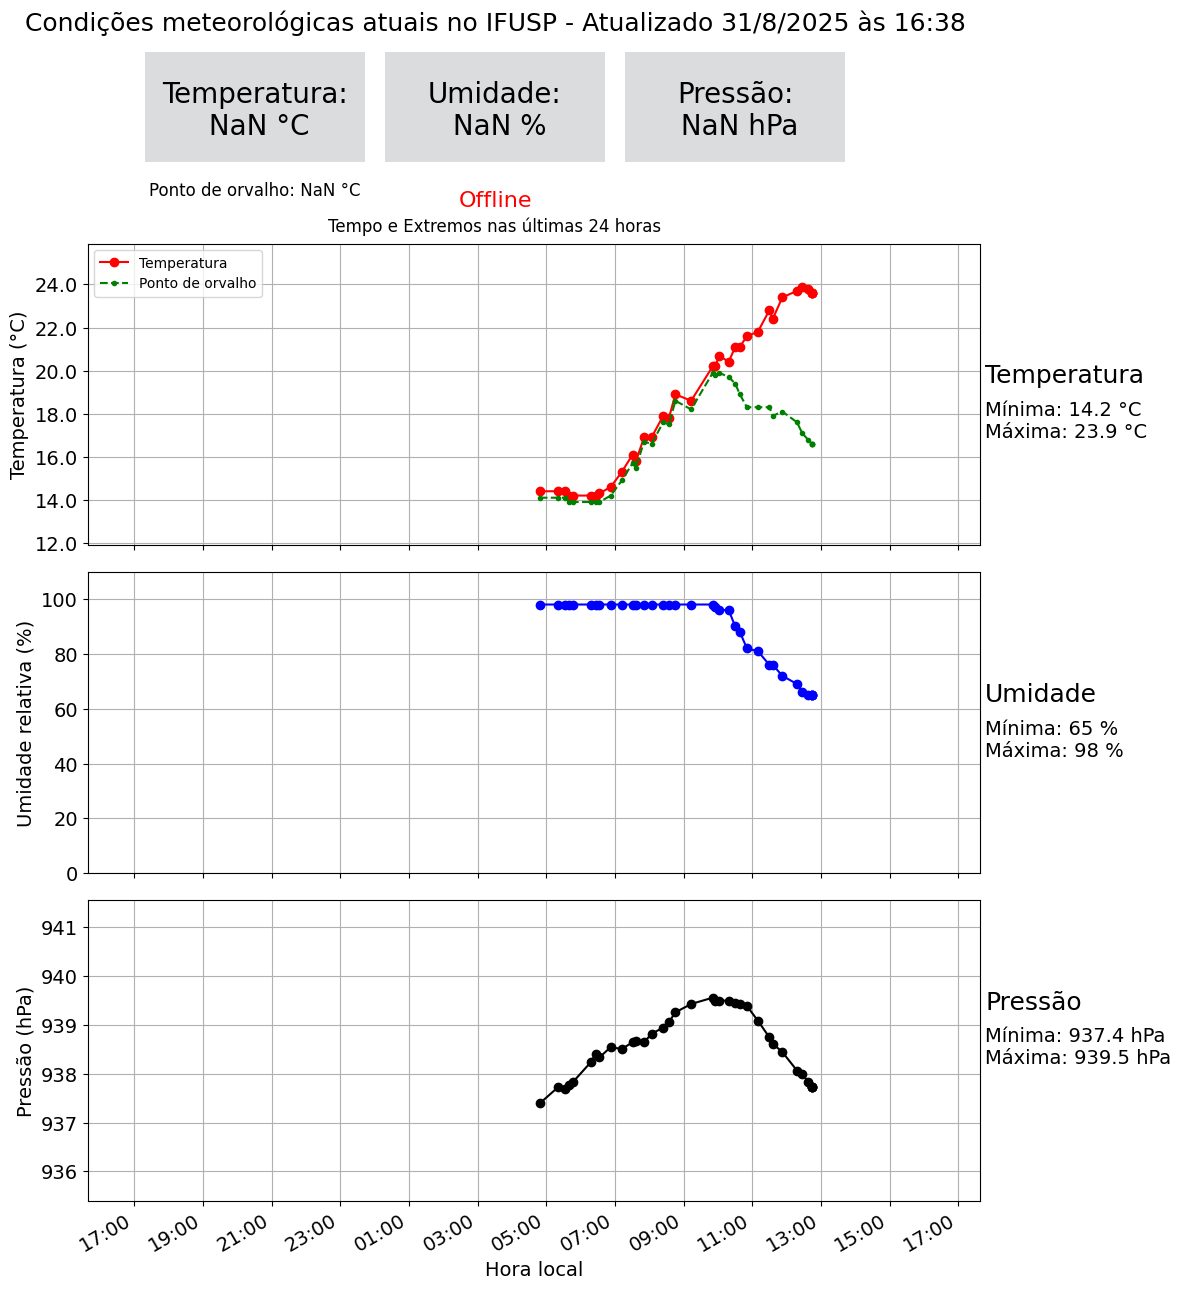 Condições meteorológicas atuais no IFUSP - Atualizado 31/8/2025 às 16:38
Temperatura:
NaN °C
Umidade:
NaN %
Pressão:
NaN hPa
Ponto de orvalho: NaN °C
Offline
Tempo e Extremos nas últimas 24 horas
Temperatura
Ponto de orvalho
Temperatura (°C)
24.0
22.0
20.0
18.0
16.0
14.0
12.0
Temperatura
Mínima: 14.2 °C
Máxima: 23.9 °C
Umidade relativa (%)
100
80
60
40
20
0
Umidade
Mínima: 65 %
Máxima: 98 %
Pressão (hPa)
941
940
939
938
937
936
Pressão
Mínima: 937.4 hPa
Máxima: 939.5 hPa
17:00
19:00
21:00
23:00
01:00
03:00
05:00
07:00
09:00
11:00
13:00
15:00
17:00
Hora local